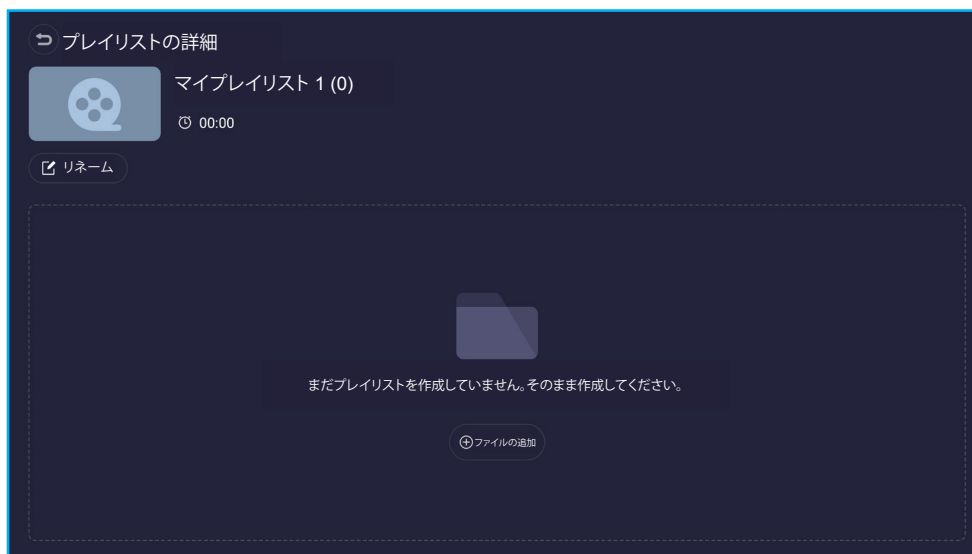 プレイリストの詳細
マイプレイリスト 1 (0)
00:00
リネーム
まだプレイリストを作成していません。そのまま作成してください。
ファイルの追加